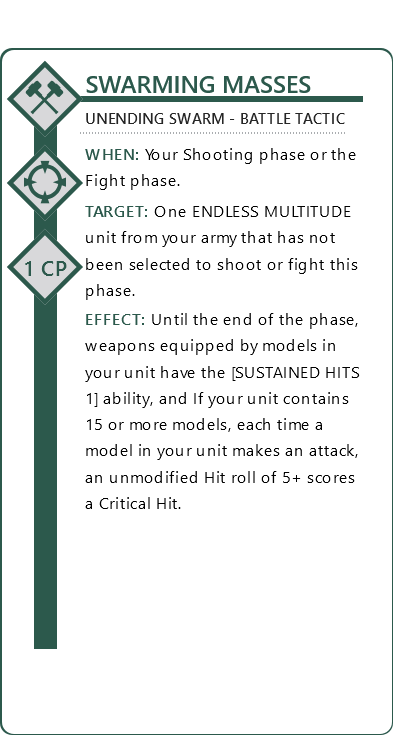 SWARMING MASSES
UNENDING SWARM - BATTLE TACTIC
WHEN: Your Shooting phase or the
Fight phase.
TARGET: One ENDLESS MULTITUDE
unit from your army that has not
been selected to shoot or fight this
phase.
1 CP
EFFECT: Until the end of the phase,
weapons equipped by models in
your unit have the [SUSTAINED HITS
1] ability, and If your unit contains
15 or more models, each time a
model in your unit makes an attack,
an unmodified Hit roll of 5+ scores
a Critical Hit.